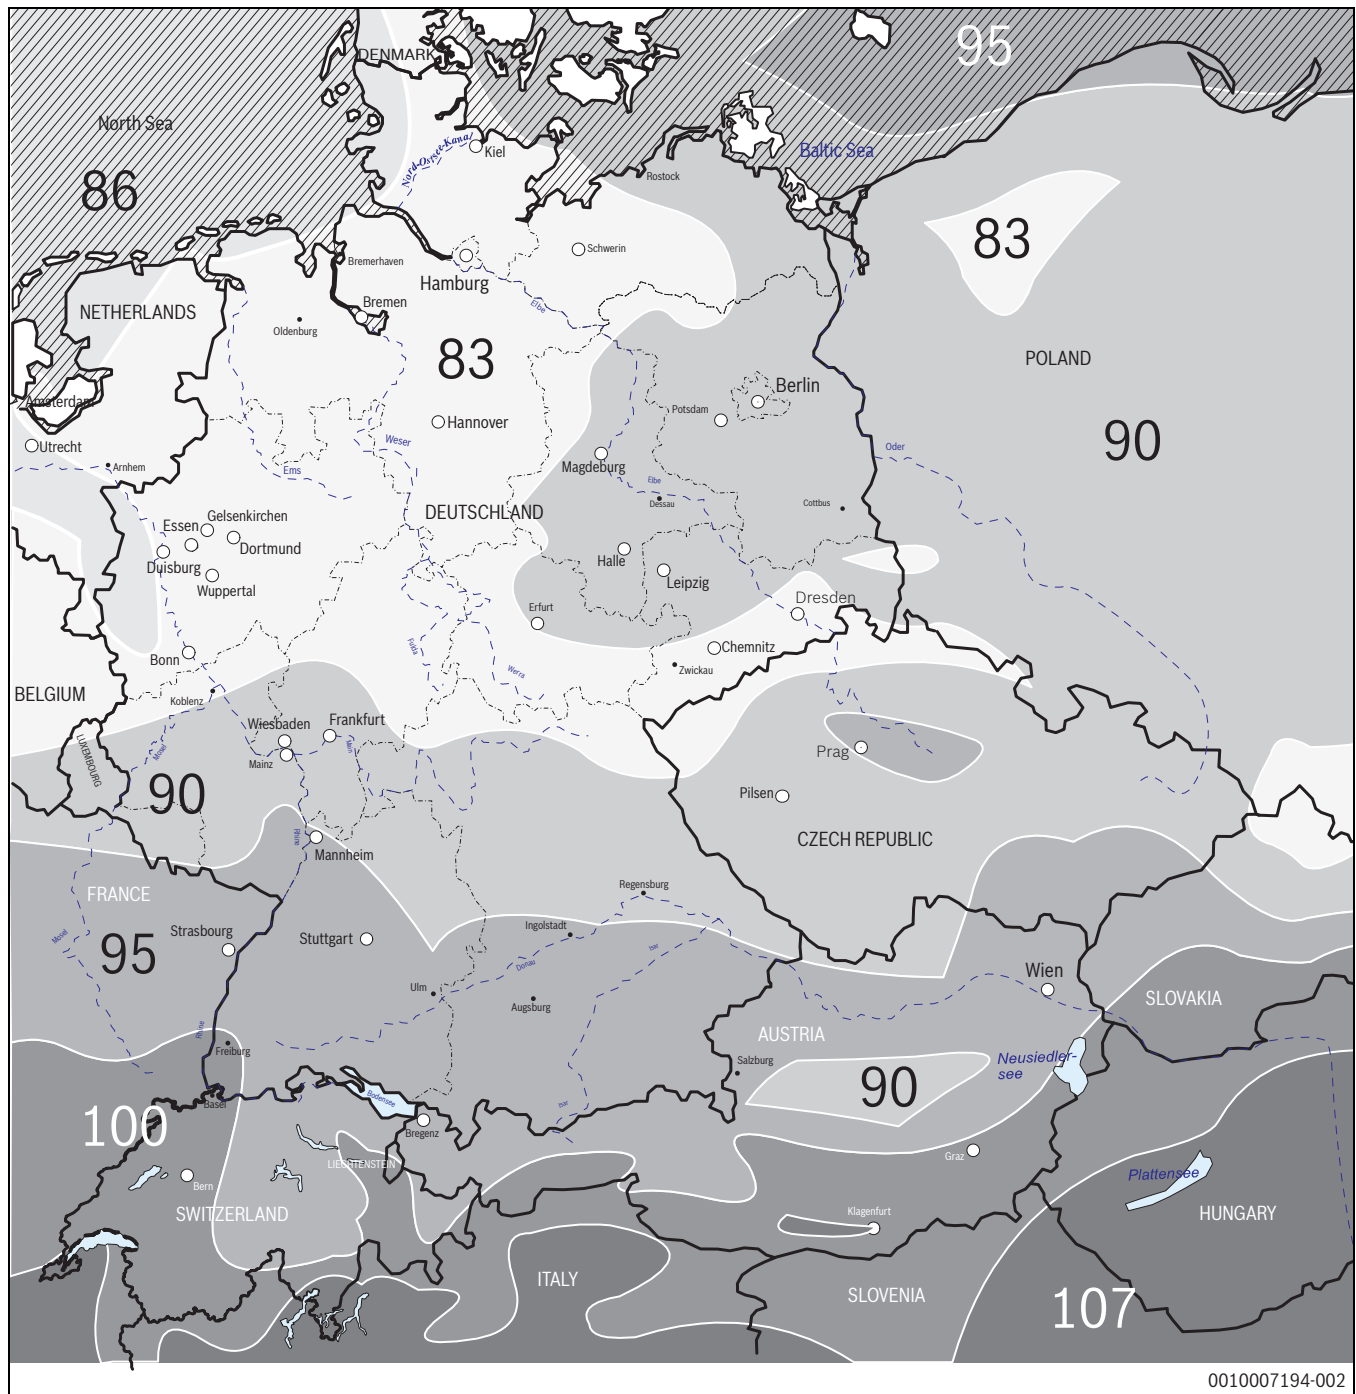 95
DENMARK
North Sea
Nord-Ostsee-Kanal
Kiel
Baltic Sea
86
Rostock
83
Schwerin
Bremerhaven
Hamburg
NETHERLANDS
Bremen
Elbe
Oldenburg
83
POLAND
Berlin
Amsterdam
Potsdam
Hannover
90
Utrecht
Weser
Oder
Arnhem
Ems
Magdeburg
Elbe
Dessau
Cottbus
DEUTSCHLAND
Gelsenkirchen
Essen
Dortmund
Duisburg
Halle
Leipzig
Wuppertal
Dresden
Erfurt
Fulda
Chemnitz
Bonn
Werra
Zwickau
BELGIUM
Koblenz
Wiesbaden
Frankfurt
Mosel
Main
LUXEMBOURG
Mainz
Prag
90
Pilsen
Rhine
CZECH REPUBLIC
Mannheim
FRANCE
Regensburg
Mosel
Strasbourg
Stuttgart
Ingolstadt
Isar
95
Donau
Wien
Ulm
Augsburg
SLOVAKIA
Rhine
AUSTRIA
Freiburg
Salzburg
Neusiedler-
see
90
Bodensee
Basel
Isar
100
Bregenz
Graz
LIECHTENSTEIN
Bern
Plattensee
SWITZERLAND
Klagenfurt
HUNGARY
ITALY
SLOVENIA
107
0010007194-002